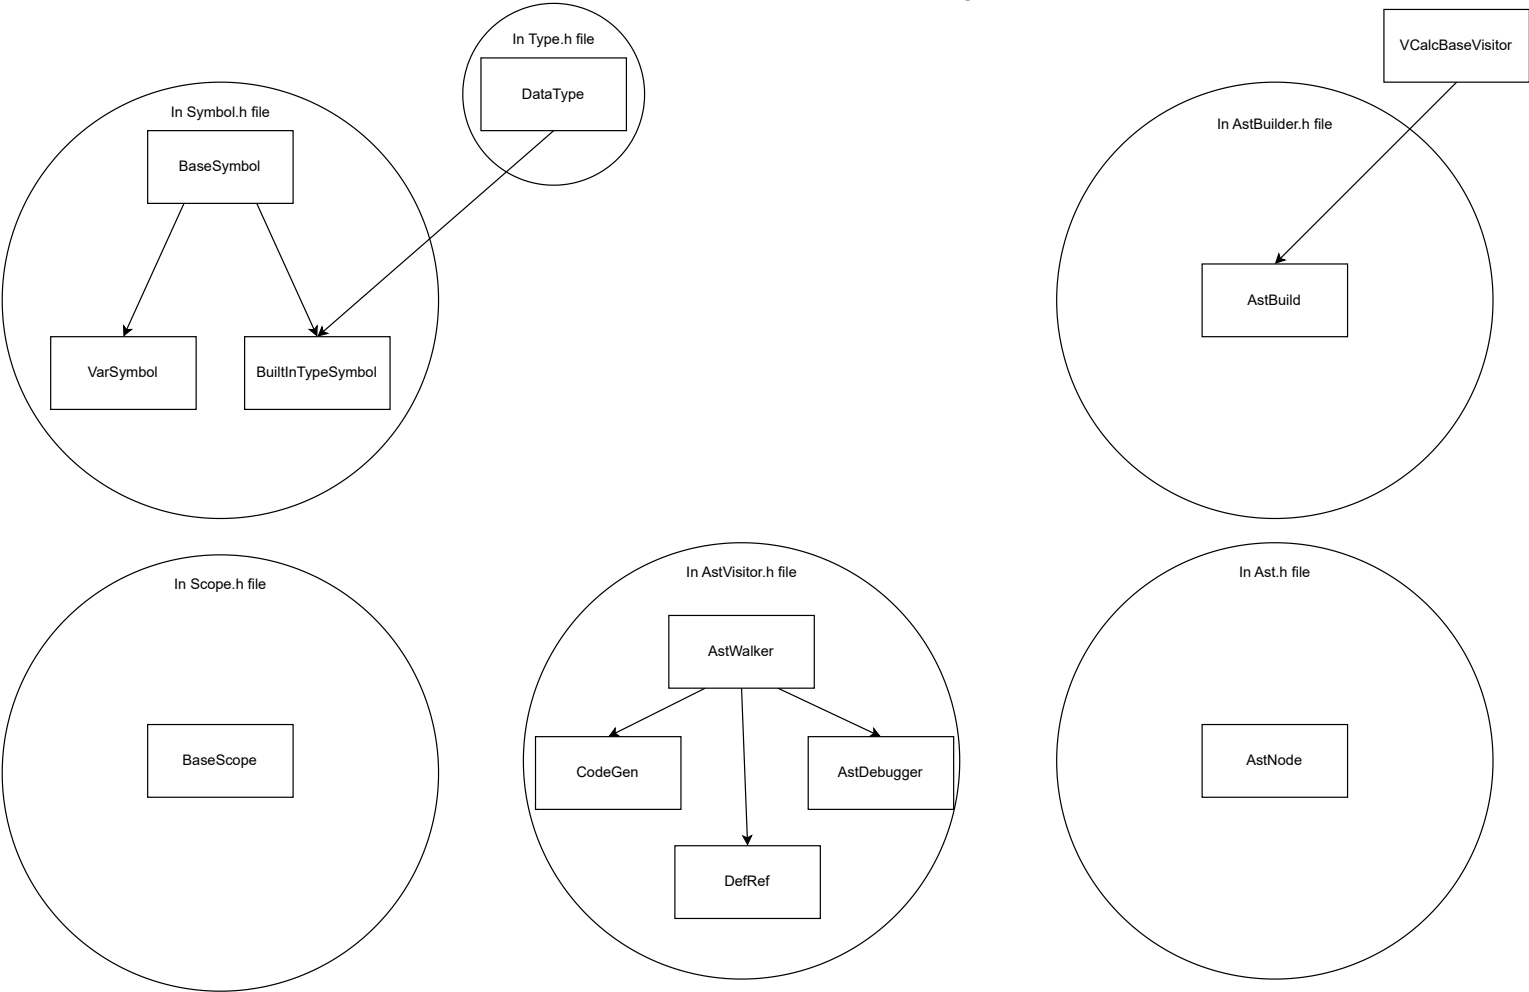 In Type.h file
DataType
VCalcBaseVisitor
In Symbol.h file
BaseSymbol
In AstBuilder.h file
AstBuild
VarSymbol
BuiltInTypeSymbol
In Scope.h file
BaseScope
In AstVisitor.h file
AstWalker
CodeGen
AstDebugger
DefRef
In Ast.h file
AstNode